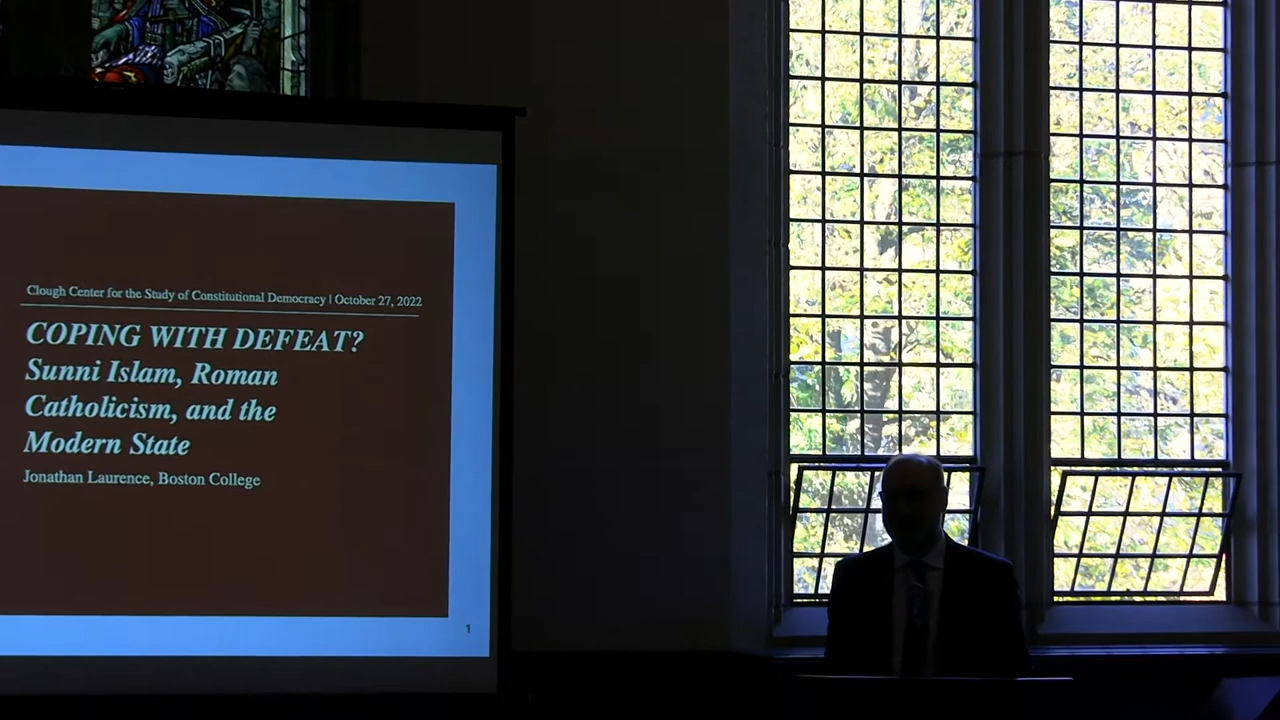 Clough Center for the Study of Constitutional Democracy | October 27, 2022
COPING WITH DEFEAT?
Sunni Islam, Roman
Catholicism, and the
Modern State
Jonathan Laurence, Boston College
1